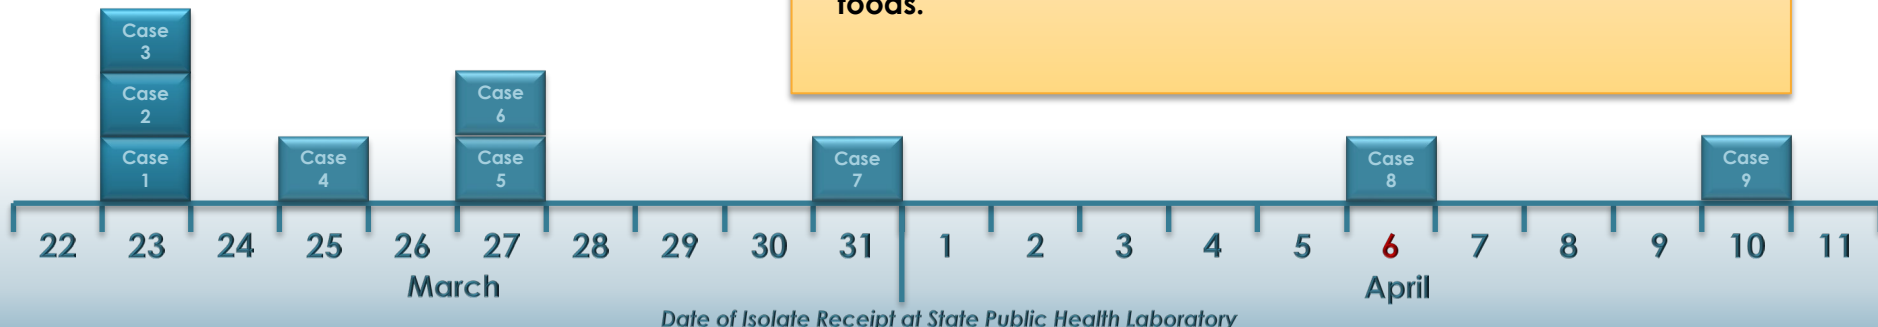 foods.
Case
3
Case
2
Case
6
Case
1
Case
4
Case
5
Case
7
Case
8
Case
9
22 23 24 25 26 27 28 29 30 31 1 2 3 4 5 6 7 8 9 10 11
March April
Date of Isolate Receipt at State Public Health Laboratory